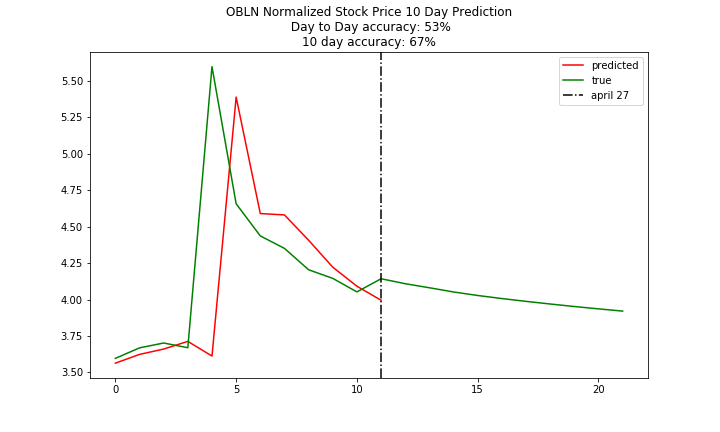 OBLN Normalized Stock Price 10 Day Prediction
Day to Day accuracy: 53%
10 day accuracy: 67%
predicted
true
april 27
5.50
5.25
5.00
4.75
4.50
4.25
4.00
3.75
3.50
0 5 10 15 20